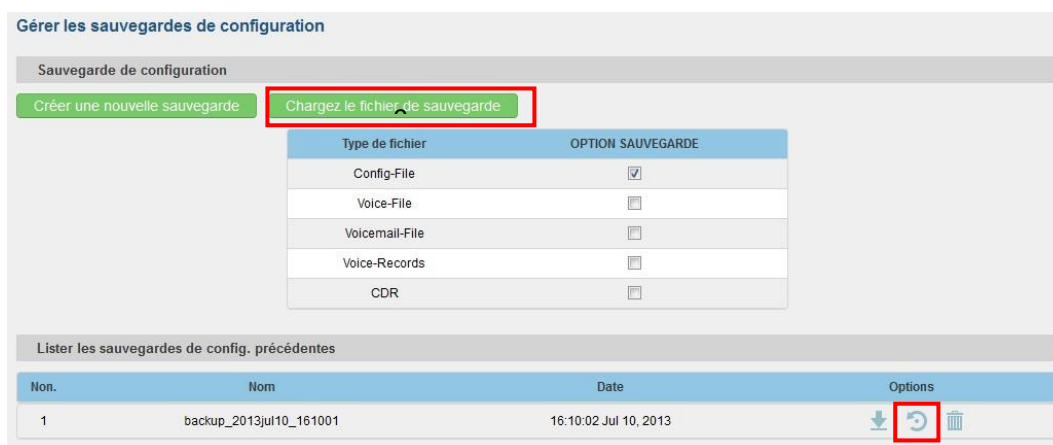 Gérer les sauvegardes de configuration
Sauvegarde de configuration
Créer une nouvelle sauvegarde Chargez le fichier de sauvegarde
Type de fichier OPTION SAUVEGARDE
Config-File
Voice-File
Voicemail-File
Voice-Records
CDR
Lister les sauvegardes de config. précédentes
Non. Nom Date Options
1 backup_2013jul10_161001 16:10:02 Jul 10, 2013